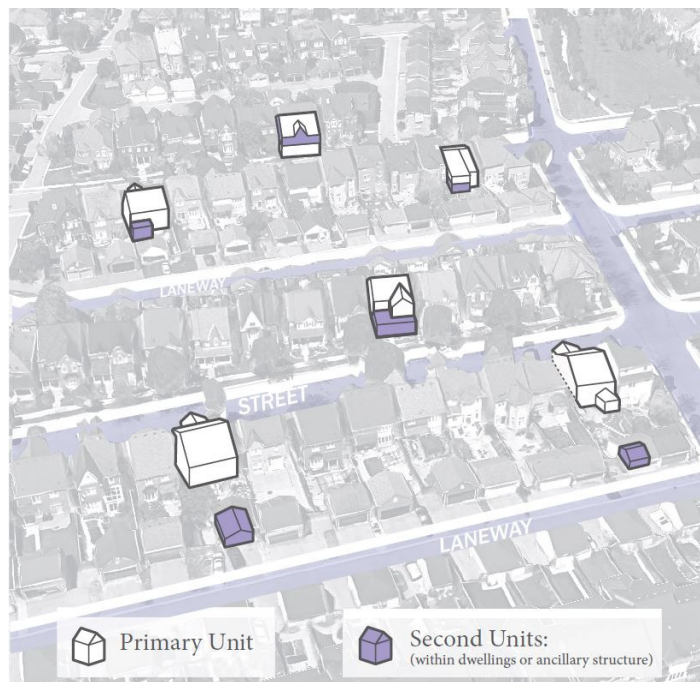 LANEWAY
STREET
LANEWAY
Primary Unit
Second Units:
(within dwellings or ancillary structure)